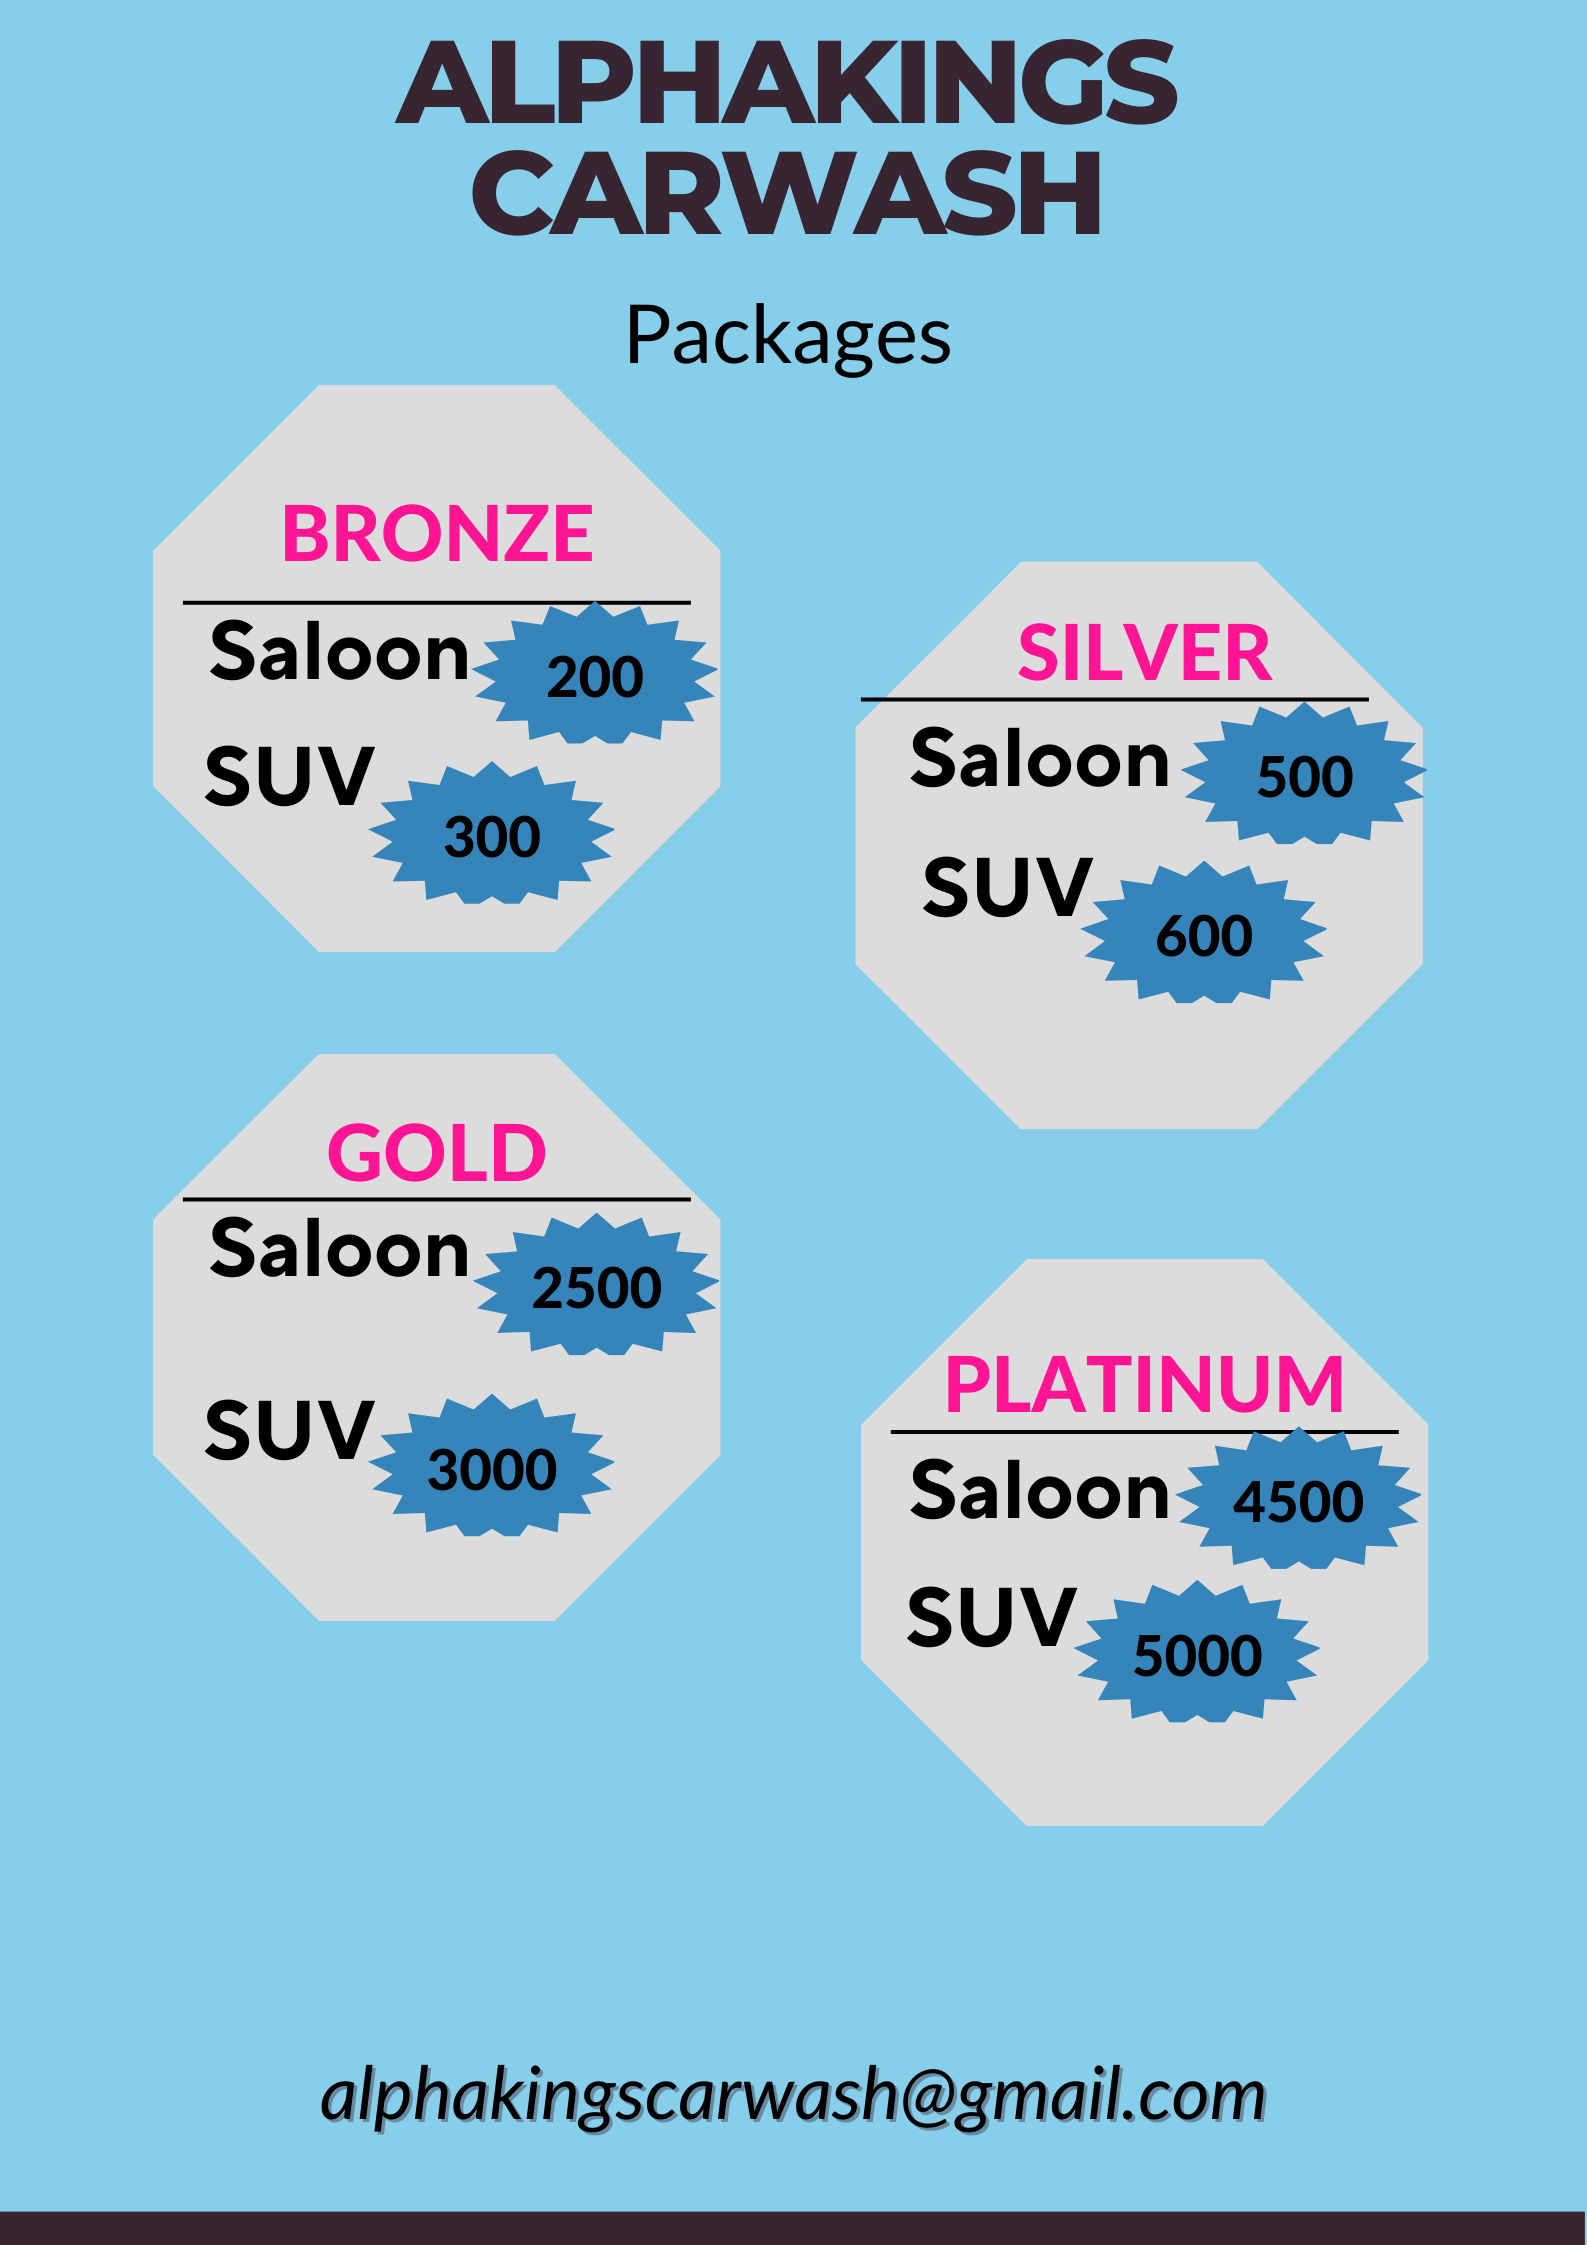 ALPHAKINGS
CARWASH
Packages
BRONZE
Saloon 200
SUV 300
SILVER
Saloon 500
SUV 600
GOLD
Saloon 2500
SUV 3000
PLATINUM
Saloon 4500
SUV 5000
alphakingscarwash@gmail.com